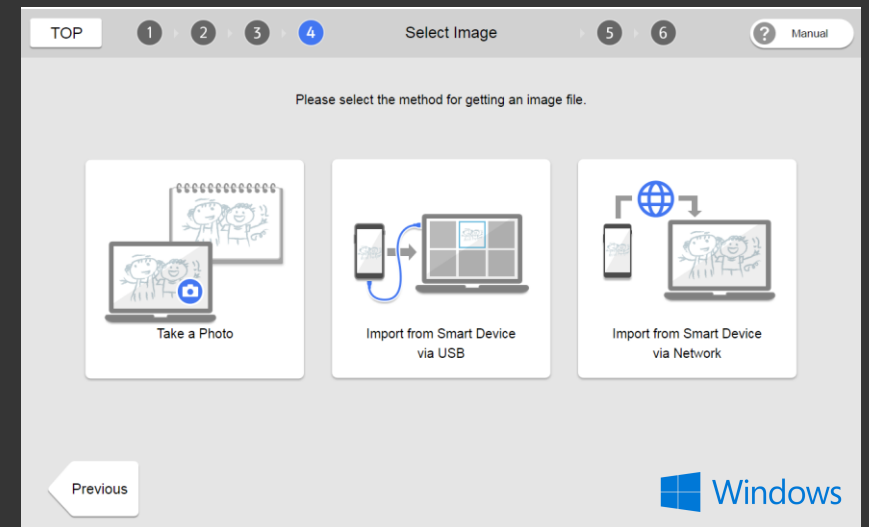 TOP
1
2
3
4
Select Image
5
6
? Manual
Please select the method for getting an image file.
Take a Photo
Import from Smart Device
via USB
Import from Smart Device
via Network
Previous
Windows